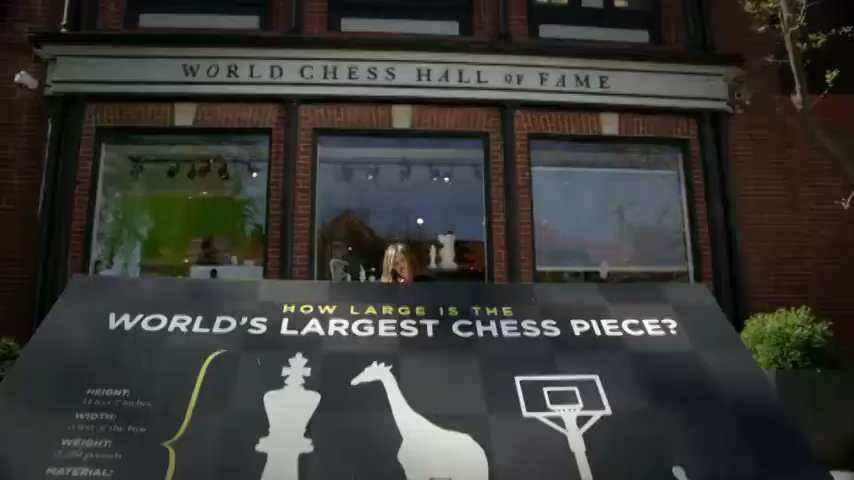 WORLD CHESS HALL OF FAME
HOW LARGE IS THE
WORLD'S LARGEST CHESS PIECE?
HEIGHT:
WIDTH:
WEIGHT:
MATERIAL: